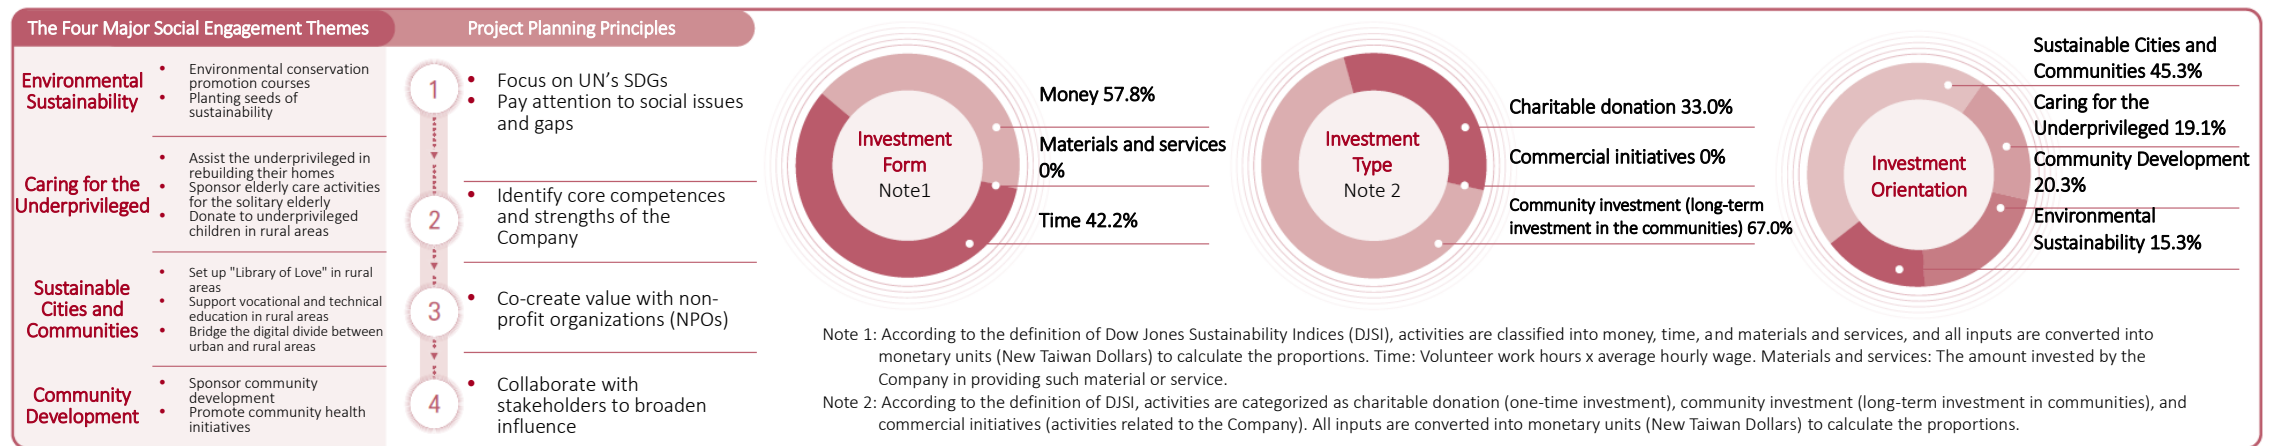 The Four Major Social Engagement Themes
Environmental
Sustainability
• Environmental conservation
promotion courses
• Planting seeds of
sustainability
Caring for the
Underprivileged
• Assist the underprivileged in
rebuilding their homes
• Sponsor elderly care activities
for the solitary elderly
• Donate to underprivileged
children in rural areas
Sustainable
Cities and
Communities
• Set up "Library of Love" in rural
areas
• Support vocational and technical
education in rural areas
• Bridge the digital divide between
urban and rural areas
Community
Development
• Sponsor community
development
• Promote community health
initiatives
Project Planning Principles
1
• Focus on UN's SDGs
• Pay attention to social issues
and gaps
2
• Identify core competences
and strengths of the
Company
3
• Co-create value with non-
profit organizations (NPOs)
4
• Collaborate with
stakeholders to broaden
influence
Investment
Form
Note1
Money 57.8%
Materials and services
0%
Time 42.2%
Investment
Type
Note 2
Charitable donation 33.0%
Commercial initiatives 0%
Community investment (long-term
investment in the communities) 67.0%
Investment
Orientation
Sustainable Cities and
Communities 45.3%
Caring for the
Underprivileged 19.1%
Community Development
20.3%
Environmental
Sustainability 15.3%
Note 1: According to the definition of Dow Jones Sustainability Indices (DJSI), activities are classified into money, time, and materials and services, and all inputs are converted into
monetary units (New Taiwan Dollars) to calculate the proportions. Time: Volunteer work hours x average hourly wage. Materials and services: The amount invested by the
Company in providing such material or service.
Note 2: According to the definition of DJSI, activities are categorized as charitable donation (one-time investment), community investment (long-term investment in communities), and
commercial initiatives (activities related to the Company). All inputs are converted into monetary units (New Taiwan Dollars) to calculate the proportions.